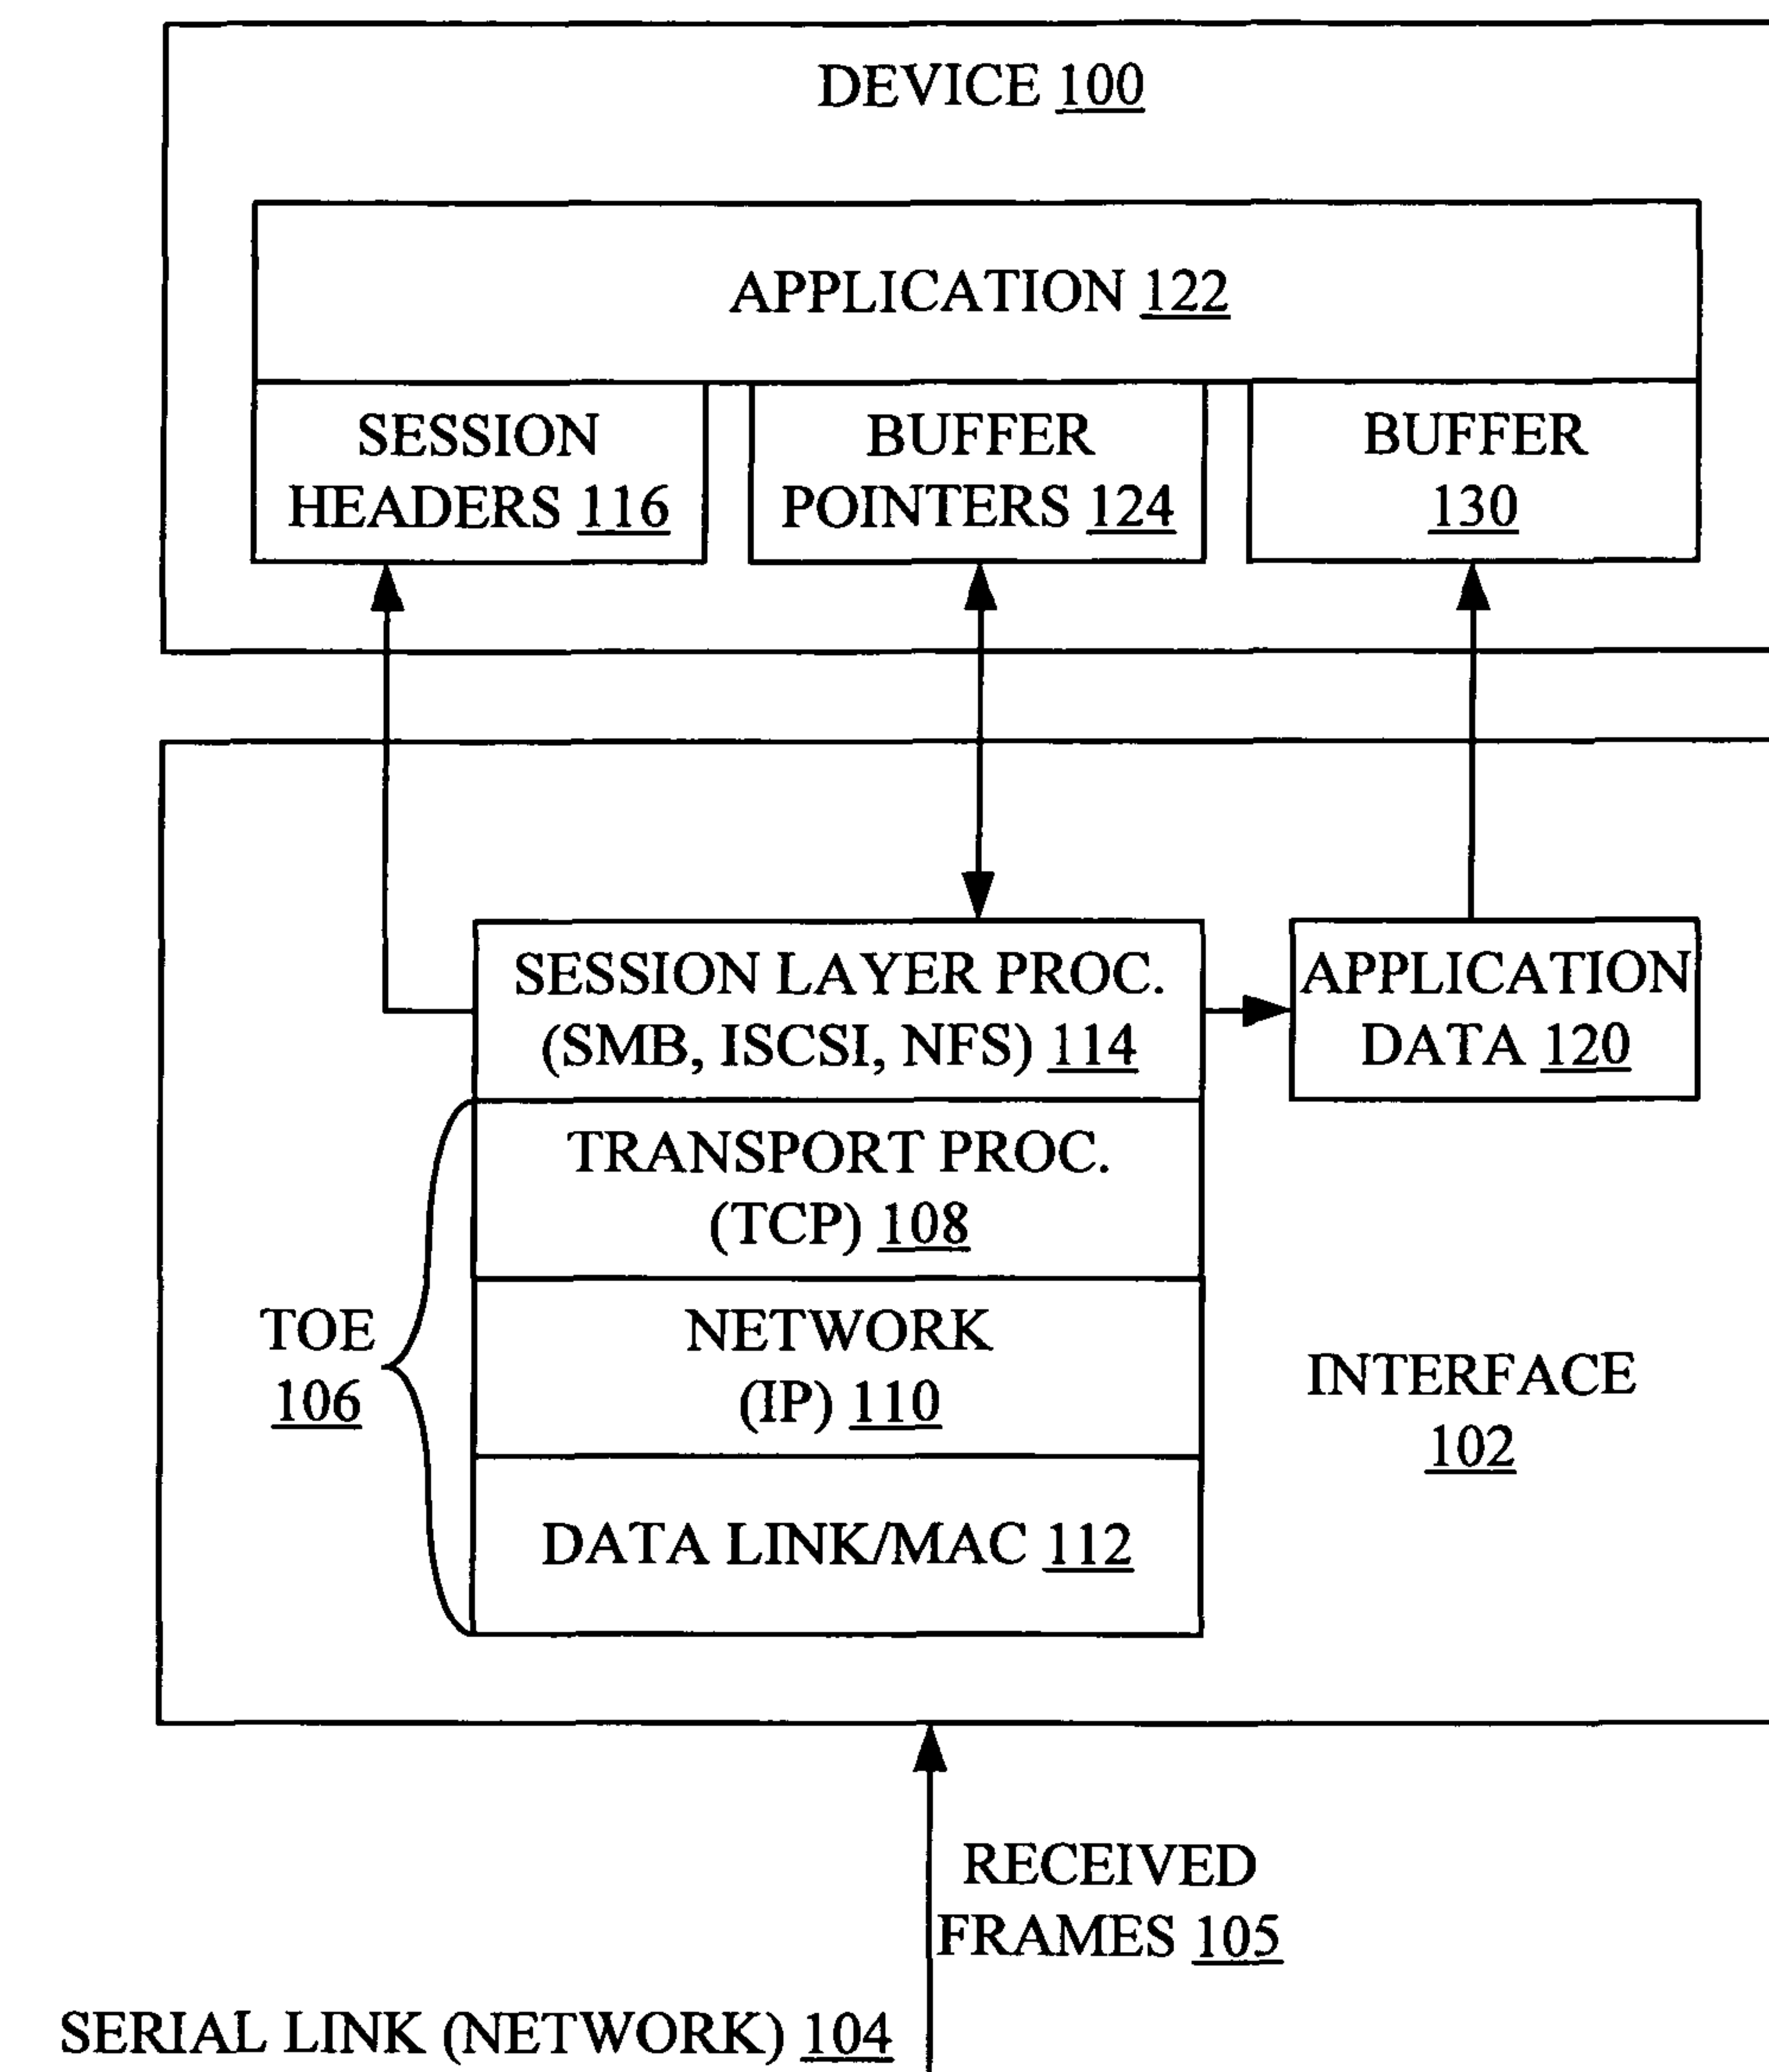 DEVICE 100
APPLICATION 122
SESSION
HEADERS 116
BUFFER
POINTERS 124
BUFFER
130
SESSION LAYER PROC.
(SMB, ISCSI, NFS) 114
APPLICATION
DATA 120
TRANSPORT PROC.
(TCP) 108
TOE
106
NETWORK
(IP) 110
INTERFACE
102
DATA LINK/MAC 112
RECEIVED
FRAMES 105
SERIAL LINK (NETWORK) 104